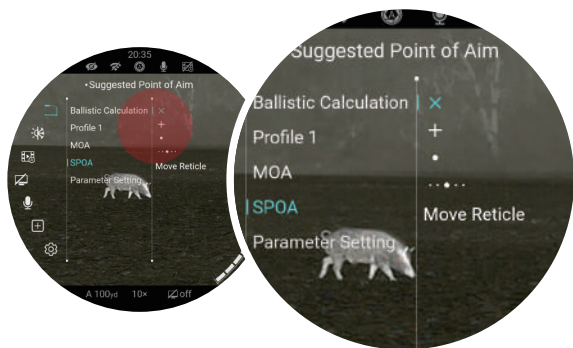 20:35
•Suggested Point of Aim
Ballistic Calculation
Profile 1
MOA
SPOA
Parameter Setting
Move Reticle
A 100yd 10× off
Suggested Point of Aim
Ballistic Calculation
Profile 1
MOA
SPOA
Parameter Setting
Move Reticle